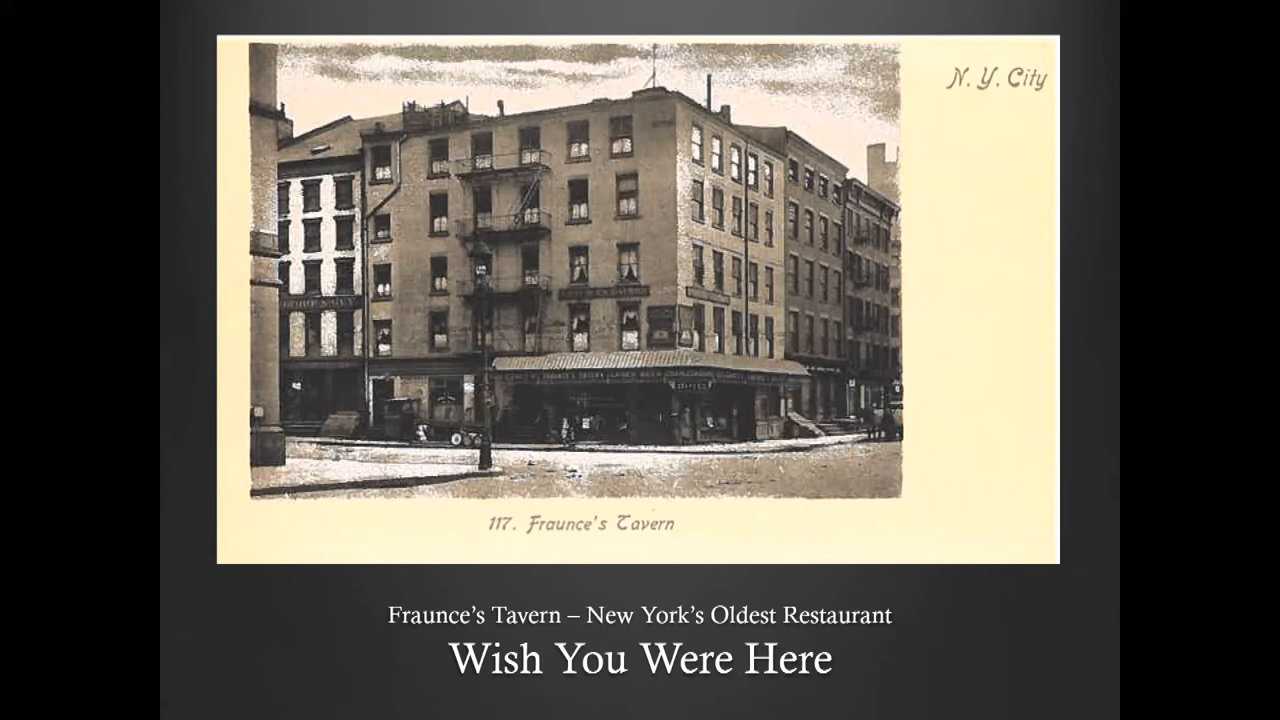 N. Y. City
117. Fraunce's Tavern
Fraunce's Tavern – New York's Oldest Restaurant
Wish You Were Here